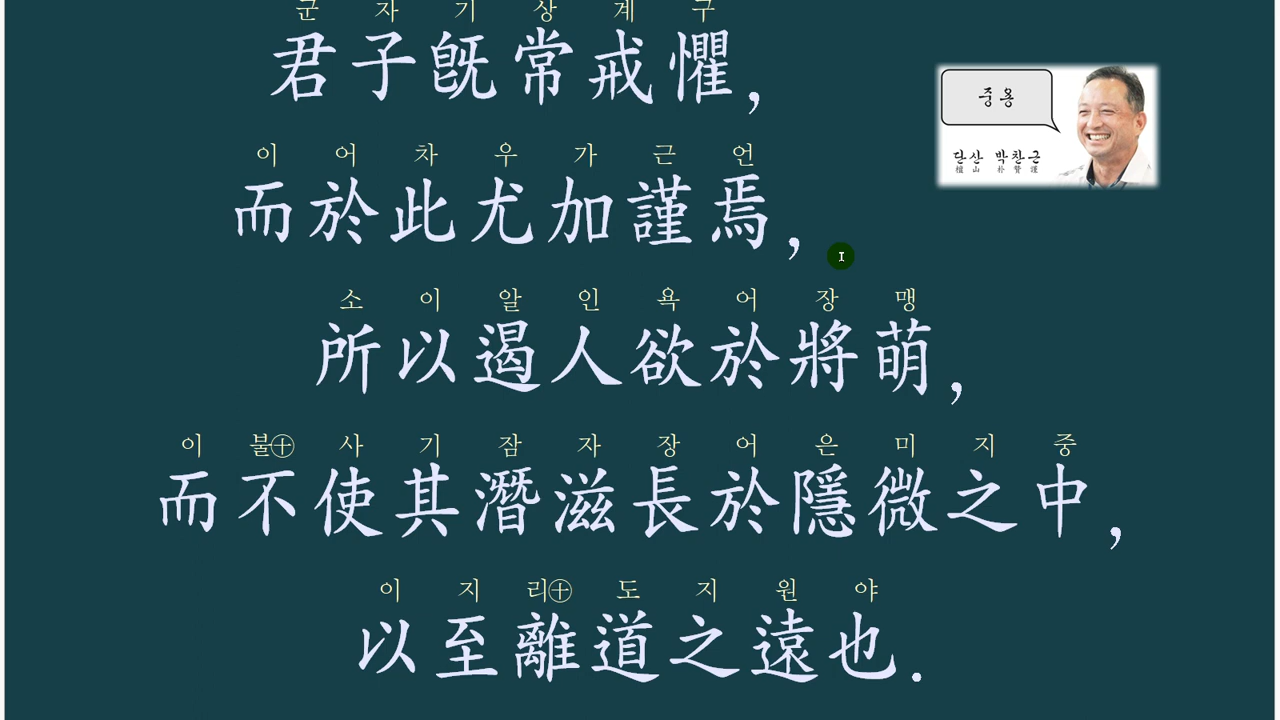 군 자 기 상 계 구
君子旣常戒懼,
이 어 차 우 가 근 언
而於此尤加謹焉,
소 이 알 인 욕 어 장 맹
所以遏人欲於將萌,
이 불㊉ 사 기 잠 자 장 어 은 미 지 중
而不使其潛滋長於隱微之中,
이 지 리㊉ 도 지 원 야
以至離道之遠也.
중용
단산 박찬근
檀山 朴贊謹